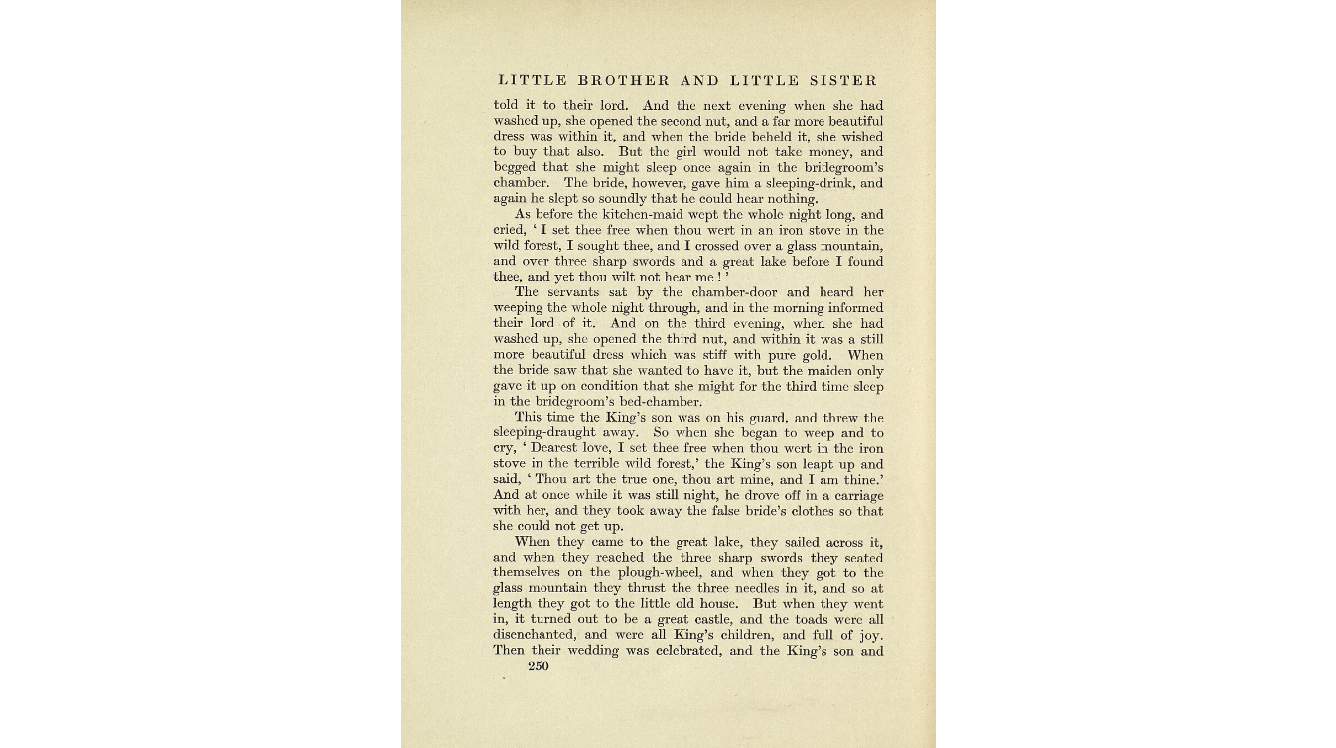 LITTLE BROTHER AND LITTLE SISTER
told it to their lord. And the next evening when she had
washed up, she opened the second nut, and a far more beautiful
dress was within it, and when the bride beheld it, she wished
to buy that also. But the girl would not take money, and
begged that she might sleep once again in the bridegroom's
chamber. The bride, however, gave him a sleeping-drink, and
again he slept so soundly that he could hear nothing.
As before the kitchen-maid wept the whole night long, and
cried, ‘ I set thee free when thou wert in an iron stove in the
wild forest, I sought thee, and I crossed over a glass mountain,
and over three sharp swords and a great lake before I found
thee, and yet thou wilt not hear me ! ’
The servants sat by the chamber-door and heard her
weeping the whole night through, and in the morning informed
their lord of it. And on the third evening, when she had
washed up, she opened the third nut, and within it was a still
more beautiful dress which was stiff with pure gold. When
the bride saw that she wanted to have it, but the maiden only
gave it up on condition that she might for the third time sleep
in the bridegroom's bed-chamber.
This time the King's son was on his guard, and threw the
sleeping-draught away. So when she began to weep and to
cry, ‘ Dearest love, I set thee free when thou wert in the iron
stove in the terrible wild forest,’ the King's son leapt up and
said, ‘ Thou art the true one, thou art mine, and I am thine.’
And at once while it was still night, he drove off in a carriage
with her, and they took away the false bride's clothes so that
she could not get up.
When they came to the great lake, they sailed across it,
and when they reached the three sharp swords they seated
themselves on the plough-wheel, and when they got to the
glass mountain they thrust the three needles in it, and so at
length they got to the little old house. But when they went
in, it turned out to be a great castle, and the toads were all
disenchanted, and were all King's children, and full of joy.
Then their wedding was celebrated, and the King's son and
250